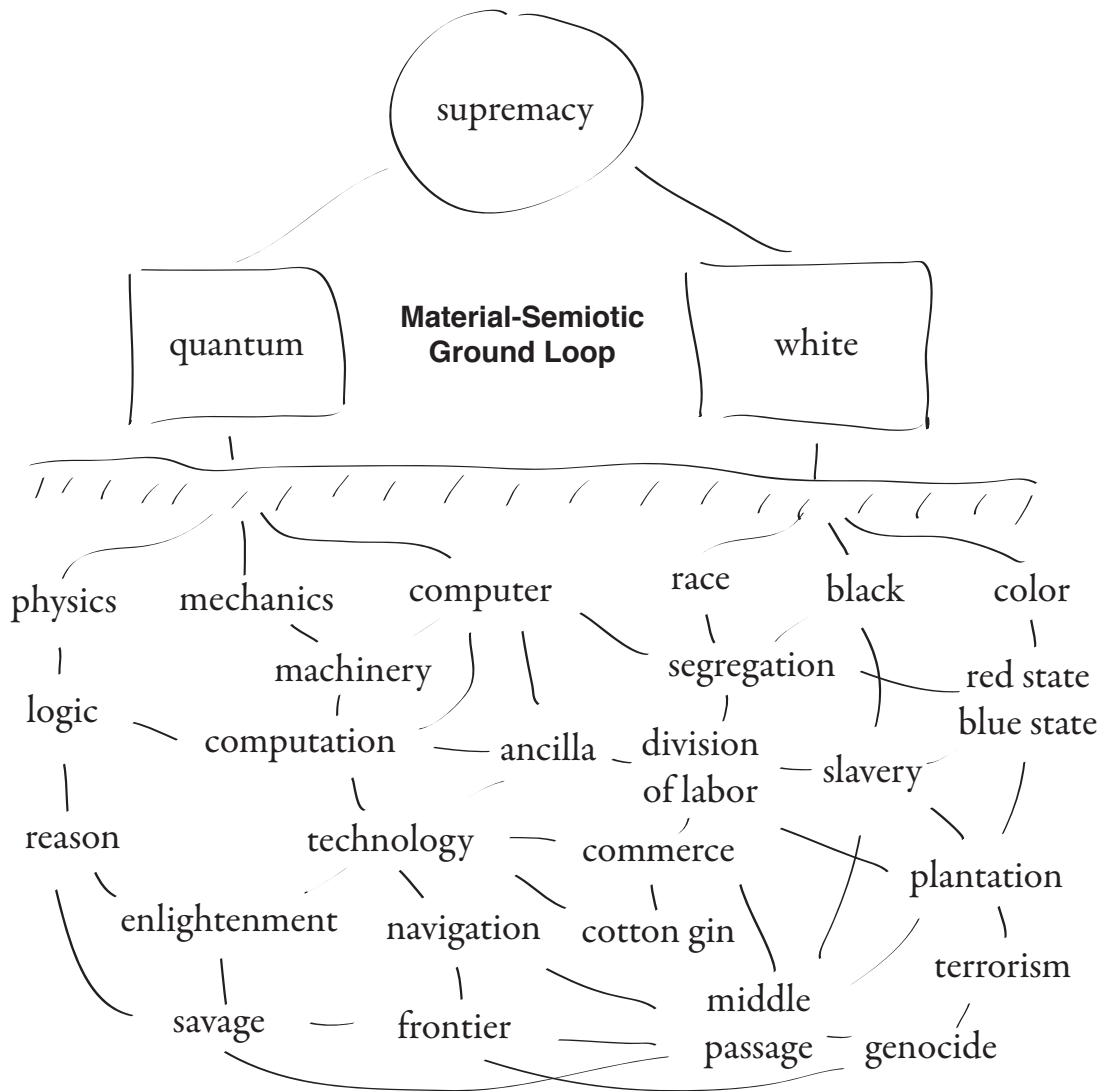 supremacy
quantum
Material-Semiotic
Ground Loop
white
physics
mechanics
computer
race
black
color
machinery
segregation
red state
blue state
logic
computation
ancilla
division
of labor
slavery
reason
technology
commerce
plantation
enlightenment
navigation
cotton gin
terrorism
savage
frontier
middle
passage
genocide